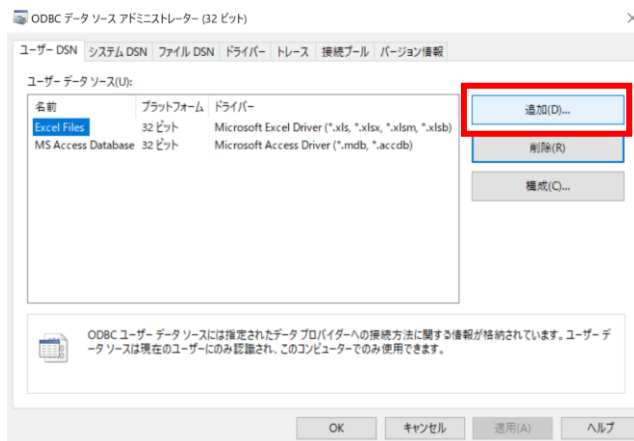 ODBC データ ソース アドミニストレーター (32 ビット)
ユーザー DSN システム DSN ファイル DSN ドライバー トレース 接続プール バージョン情報
ユーザー データ ソース(U):
名前 プラットフォーム ドライバー
Excel Files 32 ビット Microsoft Excel Driver (*.xls, *.xlsx, *.xlsm, *.xlsb)
MS Access Database 32 ビット Microsoft Access Driver (*.mdb, *.accdb)
追加(D)...
削除(R)
構成(C)...
ODBC ユーザー データ ソースには指定されたデータ プロバイダーへの接続方法に関する情報が格納されています。ユーザー デ
ータ ソースは現在のユーザーにのみ認識され、このコンピューターでのみ使用できます。
OK キャンセル 適用(A) ヘルプ